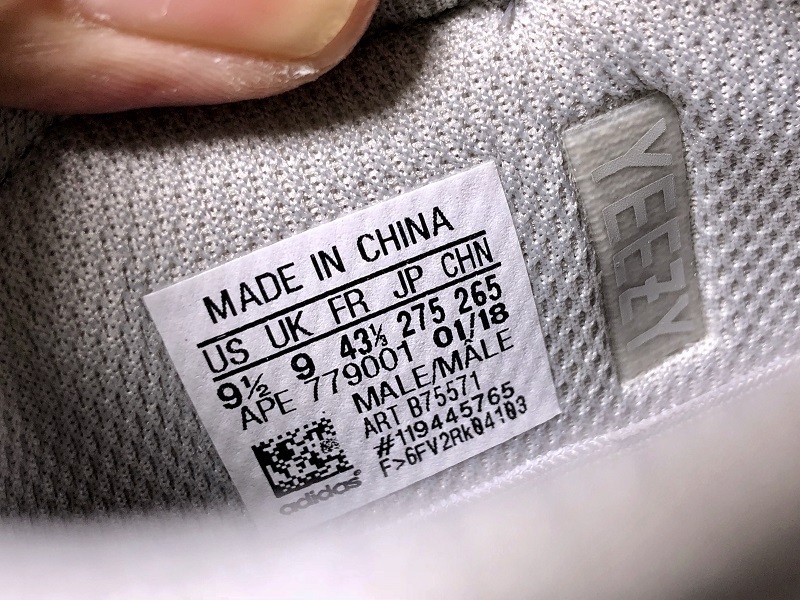 MADE IN CHINA
US UK FR JP CHN
9½ 9 43⅓ 275 265
APE 779001 01/18
MALE/MÂLE
ART B75571
#119445765
F>6FV2Rk04103
adidas
YEEZY